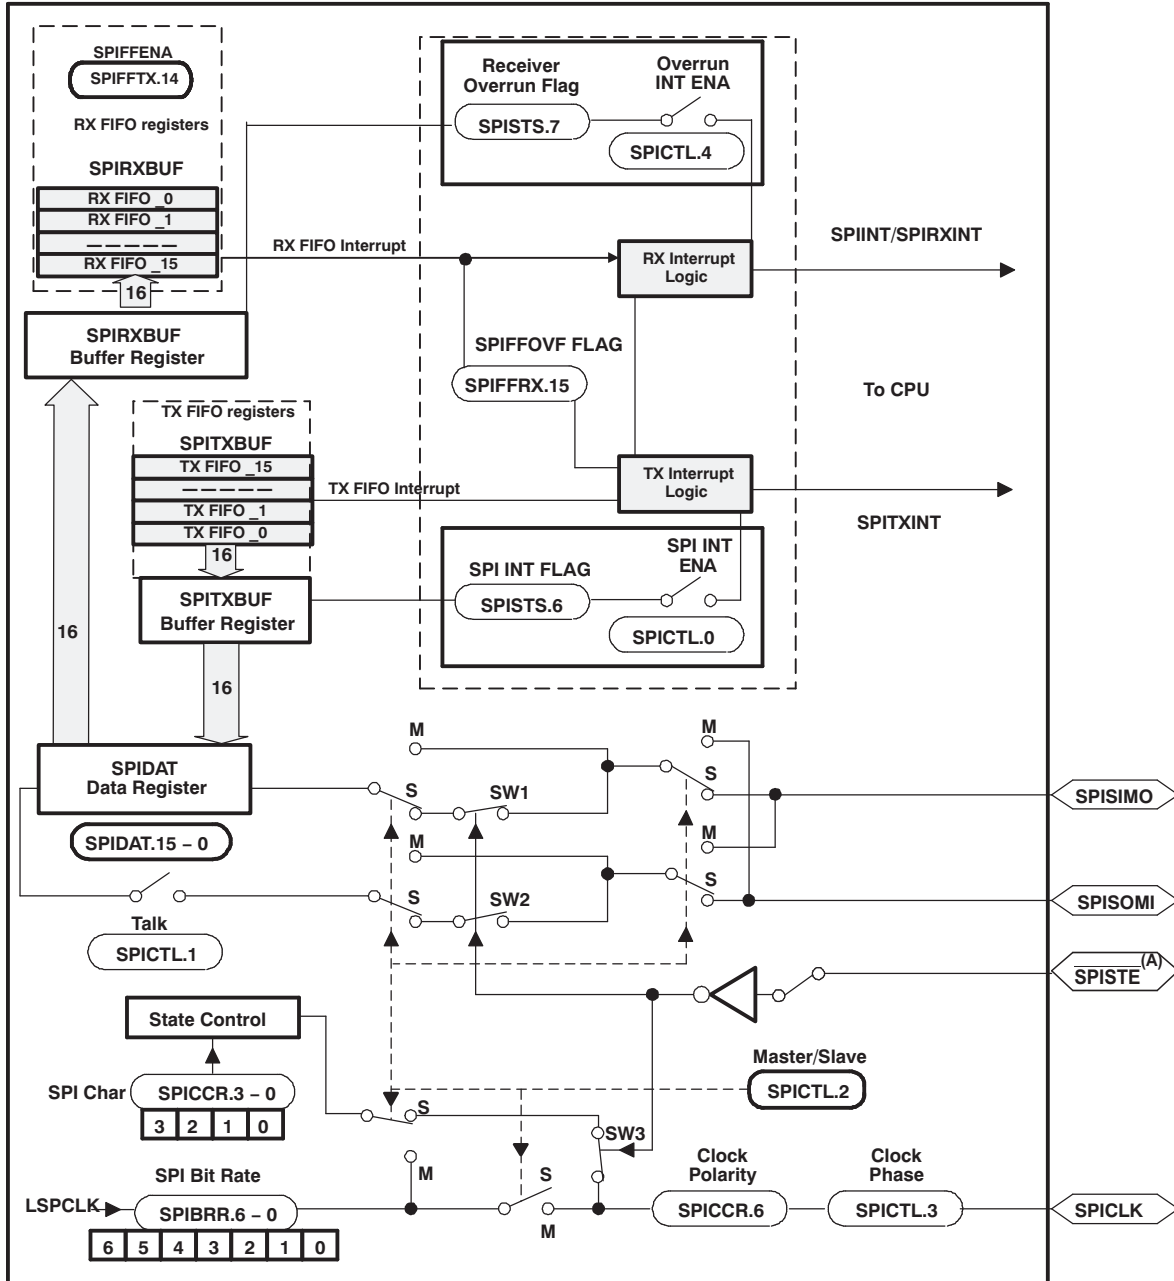 SPIFFENA
SPIFFTX.14
RX FIFO registers
SPIRXBUF
RX FIFO _0
RX FIFO _1
– – – – –
RX FIFO _15
16
SPIRXBUF
Buffer Register
Receiver
Overrun Flag
SPISTS.7
Overrun
INT ENA
SPICTL.4
RX FIFO Interrupt
RX Interrupt
Logic
SPIINT/SPIRXINT
SPIFFOVF FLAG
SPIFFRX.15
To CPU
TX FIFO registers
SPITXBUF
TX FIFO _15
– – – – –
TX FIFO _1
TX FIFO _0
16
TX FIFO Interrupt
TX Interrupt
Logic
SPITXINT
SPI INT FLAG
SPISTS.6
SPI INT
ENA
SPICTL.0
SPITXBUF
Buffer Register
16
16
SPIDAT
Data Register
SPIDAT.15 – 0
M
S
SW1
M
S
SPISIMO
M
S
SW2
M
S
SPISOMI
Talk
SPICTL.1
SPISTE(A)
State Control
Master/Slave
SPICTL.2
SPI Char
SPICCR.3 – 0
3 2 1 0
S
M
SW3
SPI Bit Rate
LSPCLK
SPIBRR.6 – 0
6 5 4 3 2 1 0
S
M
Clock
Polarity
SPICCR.6
Clock
Phase
SPICTL.3
SPICLK